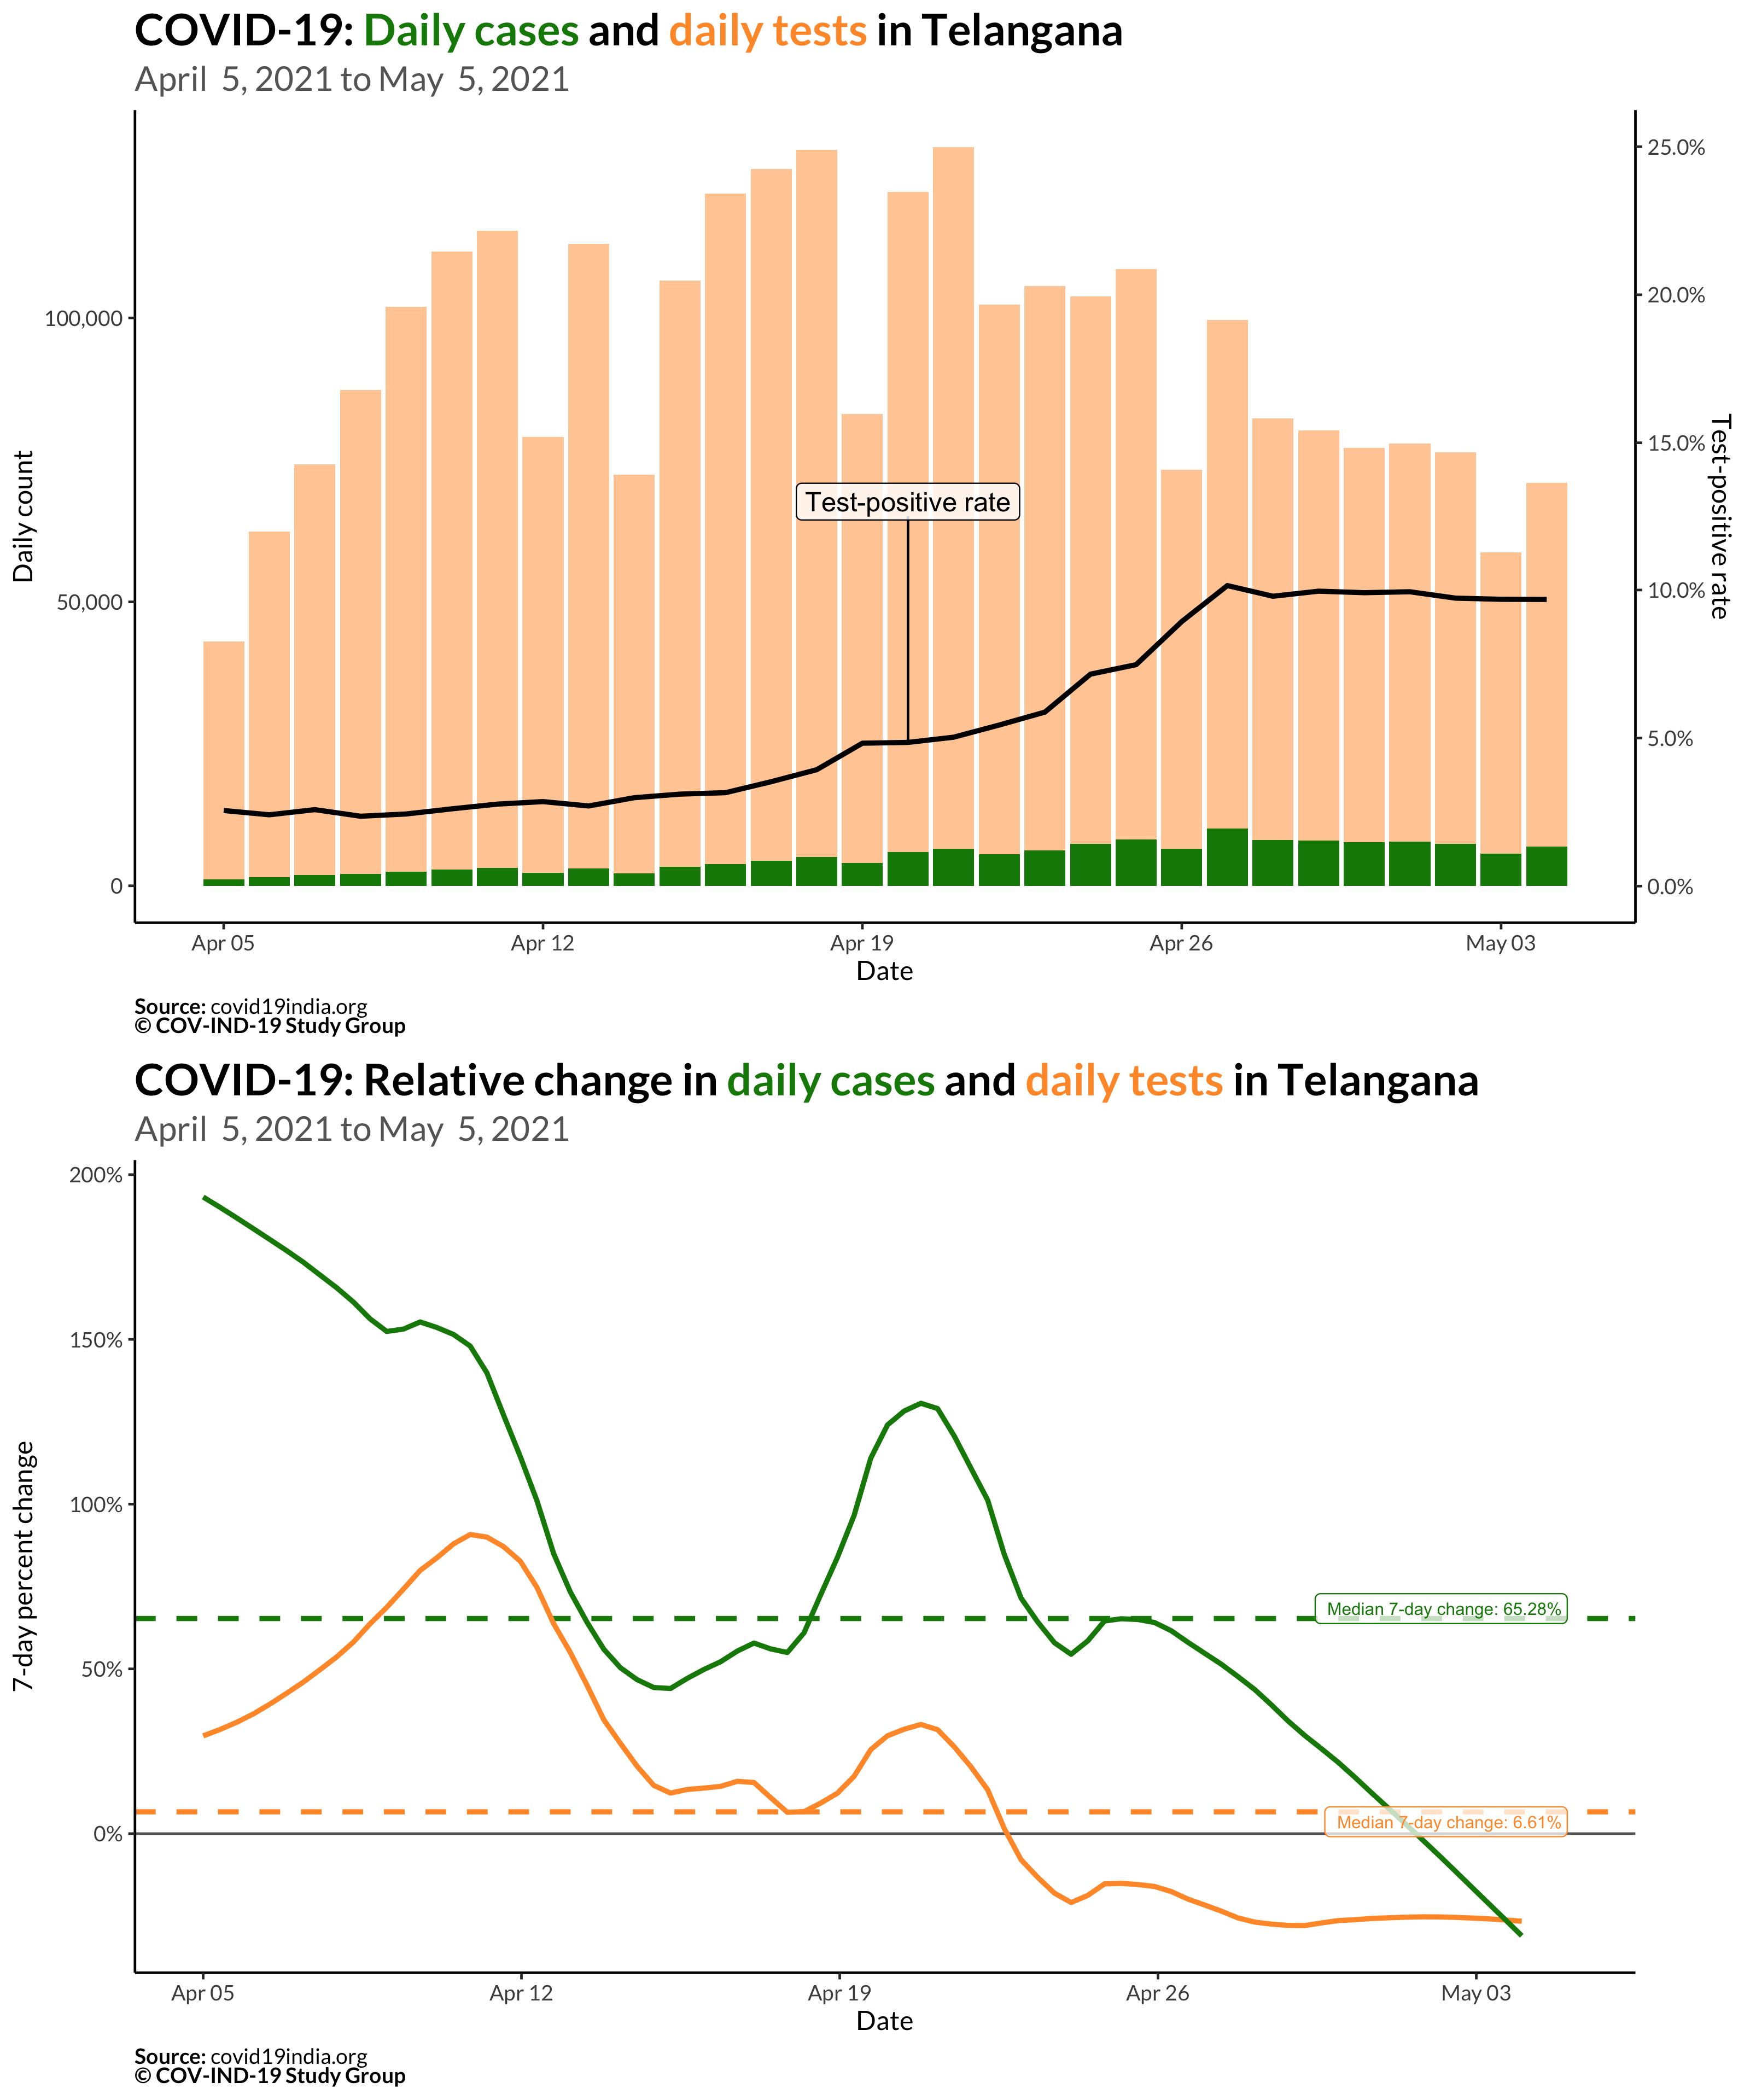 COVID-19: Daily cases and daily tests in Telangana
April 5, 2021 to May 5, 2021
Daily count
100,000
50,000
0
25.0%
20.0%
15.0%
10.0%
5.0%
0.0%
Test-positive rate
Test-positive rate
Apr 05
Apr 12
Apr 19
Apr 26
May 03
Date
Source: covid19india.org
© COV-IND-19 Study Group
COVID-19: Relative change in daily cases and daily tests in Telangana
April 5, 2021 to May 5, 2021
7-day percent change
200%
150%
100%
50%
0%
Median 7-day change: 65.28%
Median 7-day change: 6.61%
Apr 05
Apr 12
Apr 19
Apr 26
May 03
Date
Source: covid19india.org
© COV-IND-19 Study Group